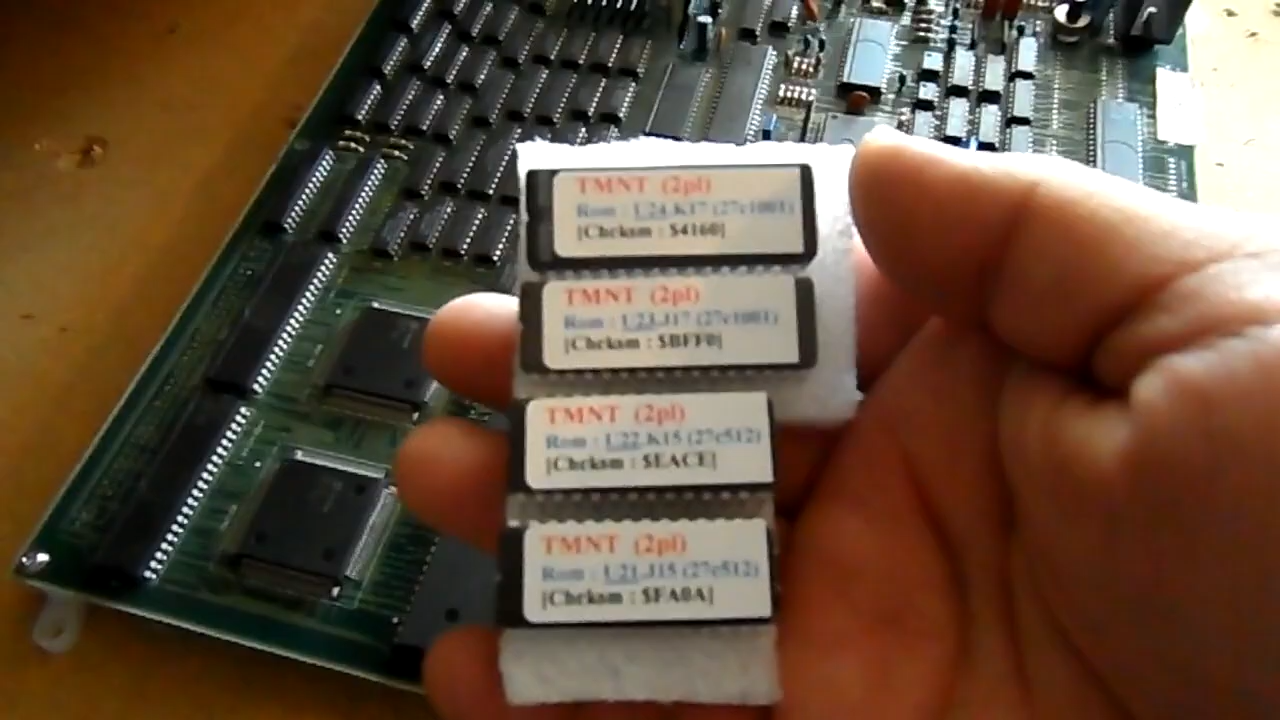 TMNT (2pl)
Rom : U24.K17 (27c1001)
[Chcksm : $4160]
TMNT (2pl)
Rom : U23.J17 (27c1001)
[Chcksm : $BFF0]
TMNT (2pl)
Rom : U22.K15 (27c512)
[Chcksm : $EACE]
TMNT (2pl)
Rom : U21.J15 (27c512)
[Chcksm : $FA0A]